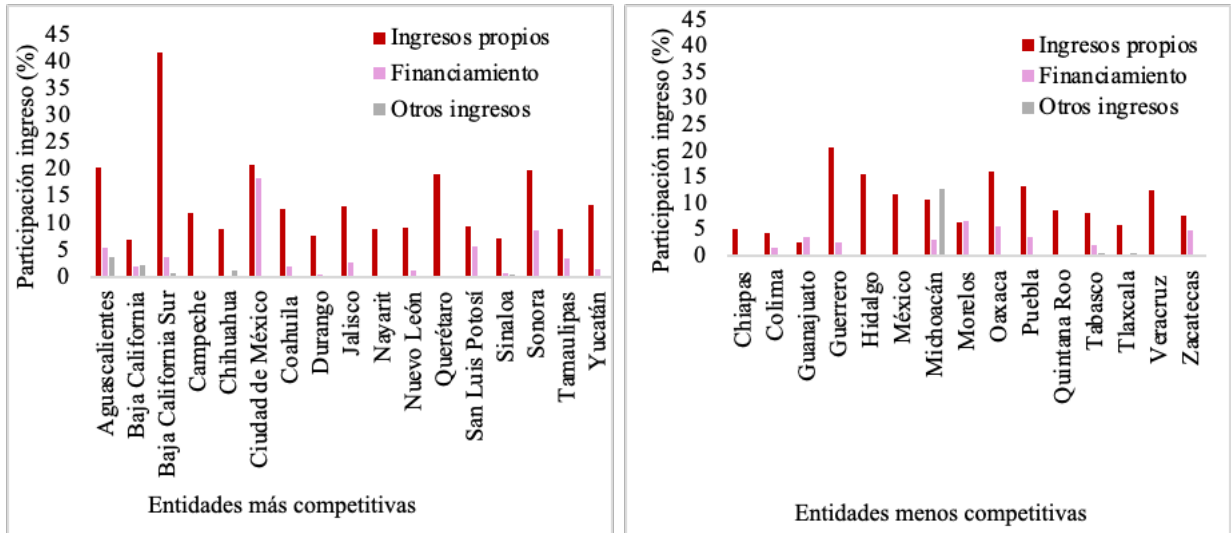 Participación ingreso (%)
45
40
35
30
25
20
15
10
5
0
Ingresos propios
Financiamiento
Otros ingresos
Aguascalientes
Baja California
Baja California Sur
Campeche
Chihuahua
Ciudad de México
Coahuila
Durango
Jalisco
Nayarit
Nuevo León
Querétaro
San Luis Potosí
Sinaloa
Sonora
Tamaulipas
Yucatán
Entidades más competitivas
Participación ingreso (%)
45
40
35
30
25
20
15
10
5
0
Ingresos propios
Financiamiento
Otros ingresos
Chiapas
Colima
Guanajuato
Guerrero
Hidalgo
México
Michoacán
Morelos
Oaxaca
Puebla
Quintana Roo
Tabasco
Tlaxcala
Veracruz
Zacatecas
Entidades menos competitivas